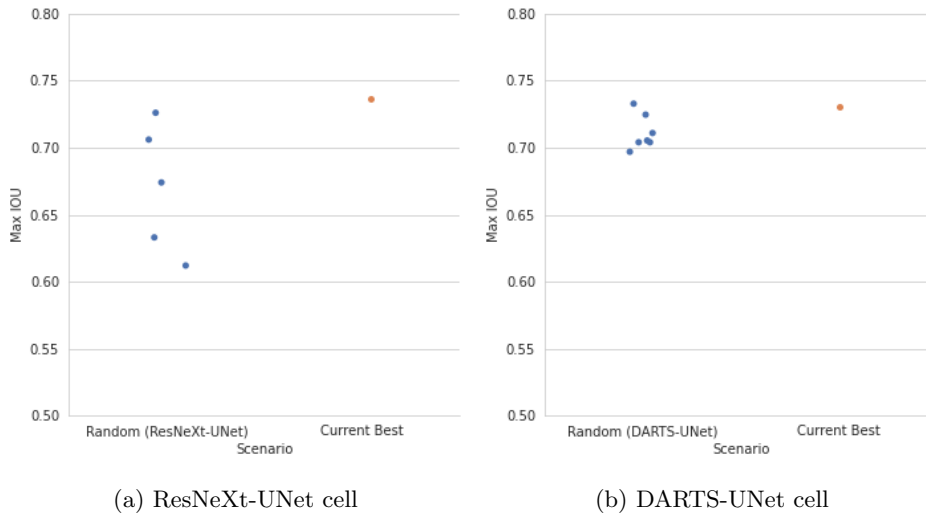 0.80
0.75
0.70
0.65
0.60
0.55
0.50
Max IOU
Random (ResNeXt-UNet)
Current Best
Scenario
(a) ResNeXt-UNet cell
0.80
0.75
0.70
0.65
0.60
0.55
0.50
Max IOU
Random (DARTS-UNet)
Current Best
Scenario
(b) DARTS-UNet cell